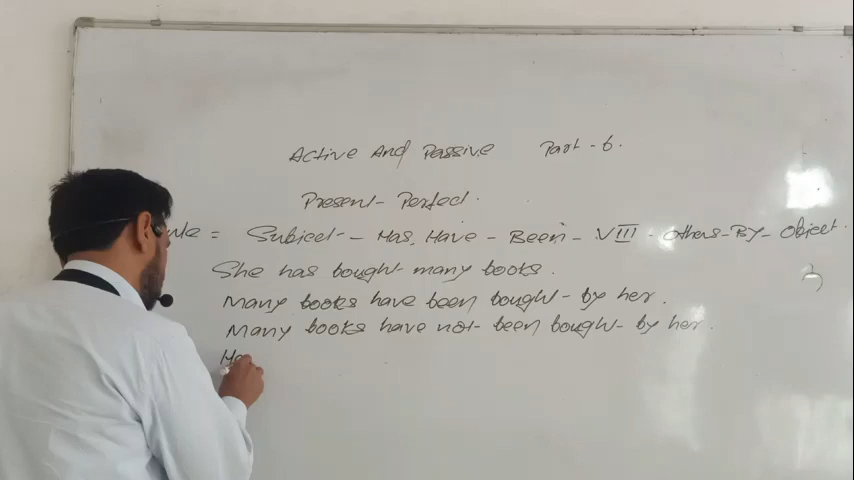 Active And Passive Part - 6.
Present - Perfect.
= Subject - Has, Have - Been - VIII - others - By - Object.
She has bought many books.
Many books have been bought - by her.
Many books have not been bought - by her.